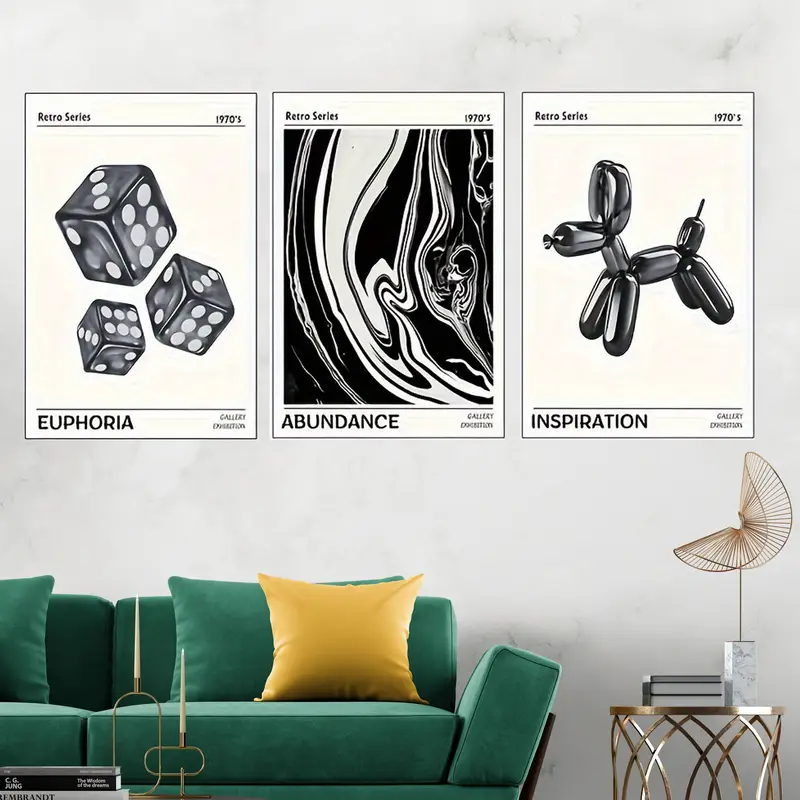 Retro Series 1970's
EUPHORIA
GALLERY
EXHIBITION
Retro Series 1970's
ABUNDANCE
GALLERY
EXHIBITION
Retro Series 1970's
INSPIRATION
GALLERY
EXHIBITION
C. G.
JUNG
The Wisdom
of the dreams
REMBRANDT